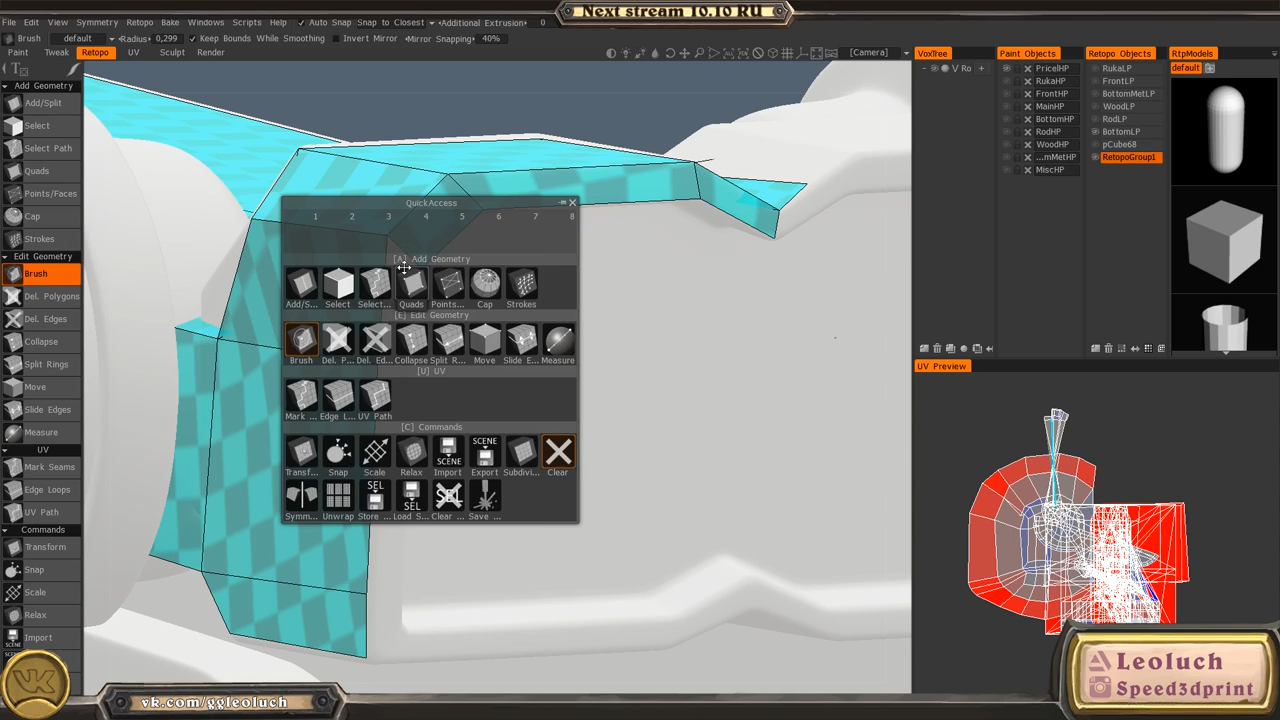 Next stream 10.10 RU
File Edit View Symmetry Retopo Bake Windows Scripts Help Auto Snap Snap to Closest Additional Extrusion 0
Brush default Radius 0,299 Keep Bounds While Smoothing Invert Mirror Mirror Snapping 40%
Paint Tweak Retopo UV Sculpt Render [Camera]
VoxTree
V Ro +
Paint Objects
PricelHP
RukaHP
FrontHP
MainHP
BottomHP
RodHP
WoodHP
...mMetHP
MiscHP
Retopo Objects
RukaLP
FrontLP
BottomMetLP
WoodLP
RodLP
BottomLP
pCube68
RetopoGroup1
RtpModels
default
Add Geometry
Add/Split
Select
Select Path
Quads
Points/Faces
Cap
Strokes
Edit Geometry
Brush
Del. Polygons
Del. Edges
Collapse
Split Rings
Move
Slide Edges
Measure
UV
Mark Seams
Edge Loops
UV Path
Commands
Transform
Snap
Scale
Relax
Import
QuickAccess
1 2 3 4 5 6 7 8
[A] Add Geometry
Add/S... Select Select... Quads Points... Cap Strokes
[E] Edit Geometry
Brush Del. P... Del. Ed... Collapse Split R... Move Slide E... Measure
[U] UV
Mark ... Edge L... UV Path
[C] Commands
SCENE SCENE
Transf... Snap Scale Relax Import Export Subdivi... Clear
SEL SEL SEL
Symm... Unwrap Store ... Load S... Clear ... Save ...
UV Preview
SCENE
vk.com/ggleoluch
Leoluch
Speed3dprint